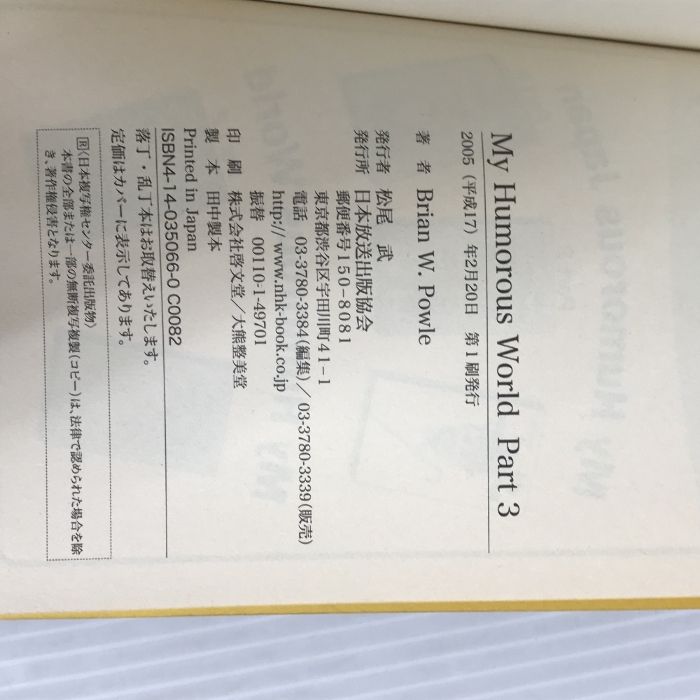 My Humorous World Part 3
2005（平成17）年2月20日　第1刷発行
著　者　Brian W. Powle
発行者　松尾　武
発行所　日本放送出版協会
郵便番号150-8081
東京都渋谷区宇田川町41-1
電話　03-3780-3384(編集)／03-3780-3339(販売)
http:// www.nhk-book.co.jp
振替　00110-1-49701
印　刷　株式会社啓文堂／大熊整美堂
製　本　田中製本
Printed in Japan
ISBN4-14-035066-0 C0082
落丁・乱丁本はお取替えいたします。
定価はカバーに表示してあります。
Ⓡ〈日本複写権センター委託出版物〉
本書の全部または一部の無断複写複製(コピー)は、法律で認められた場合を除
き、著作権侵害となります。